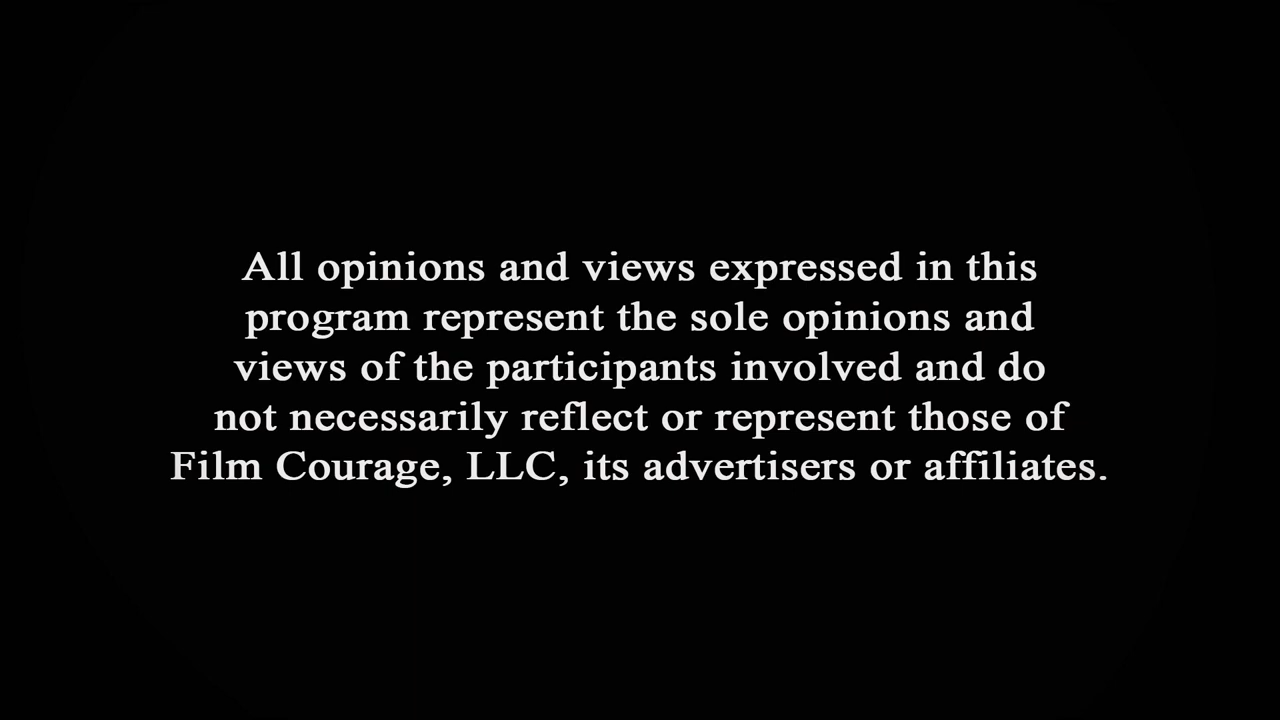 All opinions and views expressed in this
program represent the sole opinions and
views of the participants involved and do
not necessarily reflect or represent those of
Film Courage, LLC, its advertisers or affiliates.